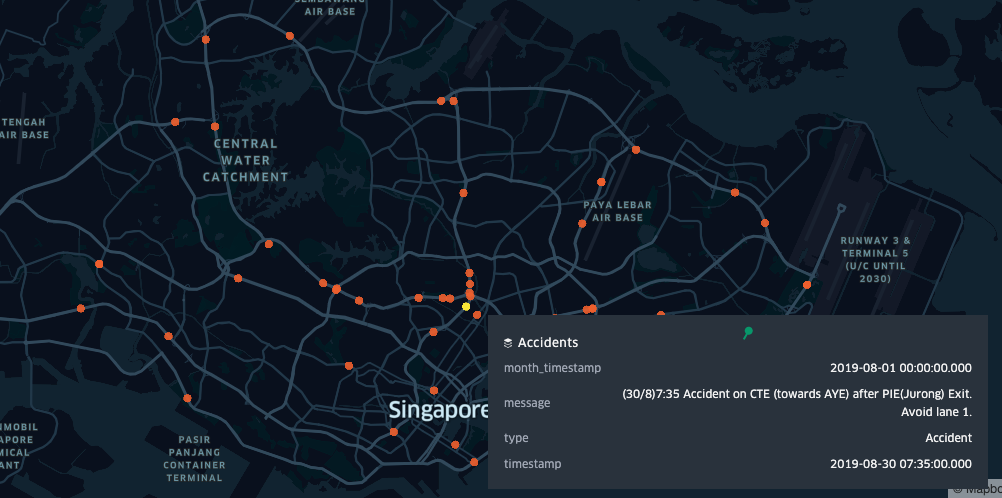 SEMBAWANG
AIR BASE
TENGAH
AIR BASE
CENTRAL
WATER
CATCHMENT
PAYA LEBAR
AIR BASE
RUNWAY 3 &
TERMINAL 5
(U/C UNTIL
2030)
Accidents
month_timestamp 2019-08-01 00:00:00.000
message (30/8)7:35 Accident on CTE (towards AYE) after PIE(Jurong) Exit.
Avoid lane 1.
type Accident
timestamp 2019-08-30 07:35:00.000
Singapore
PASIR
PANJANG
CONTAINER
TERMINAL
NMOBIL
APORE
MICAL
ANT
© Mapbo